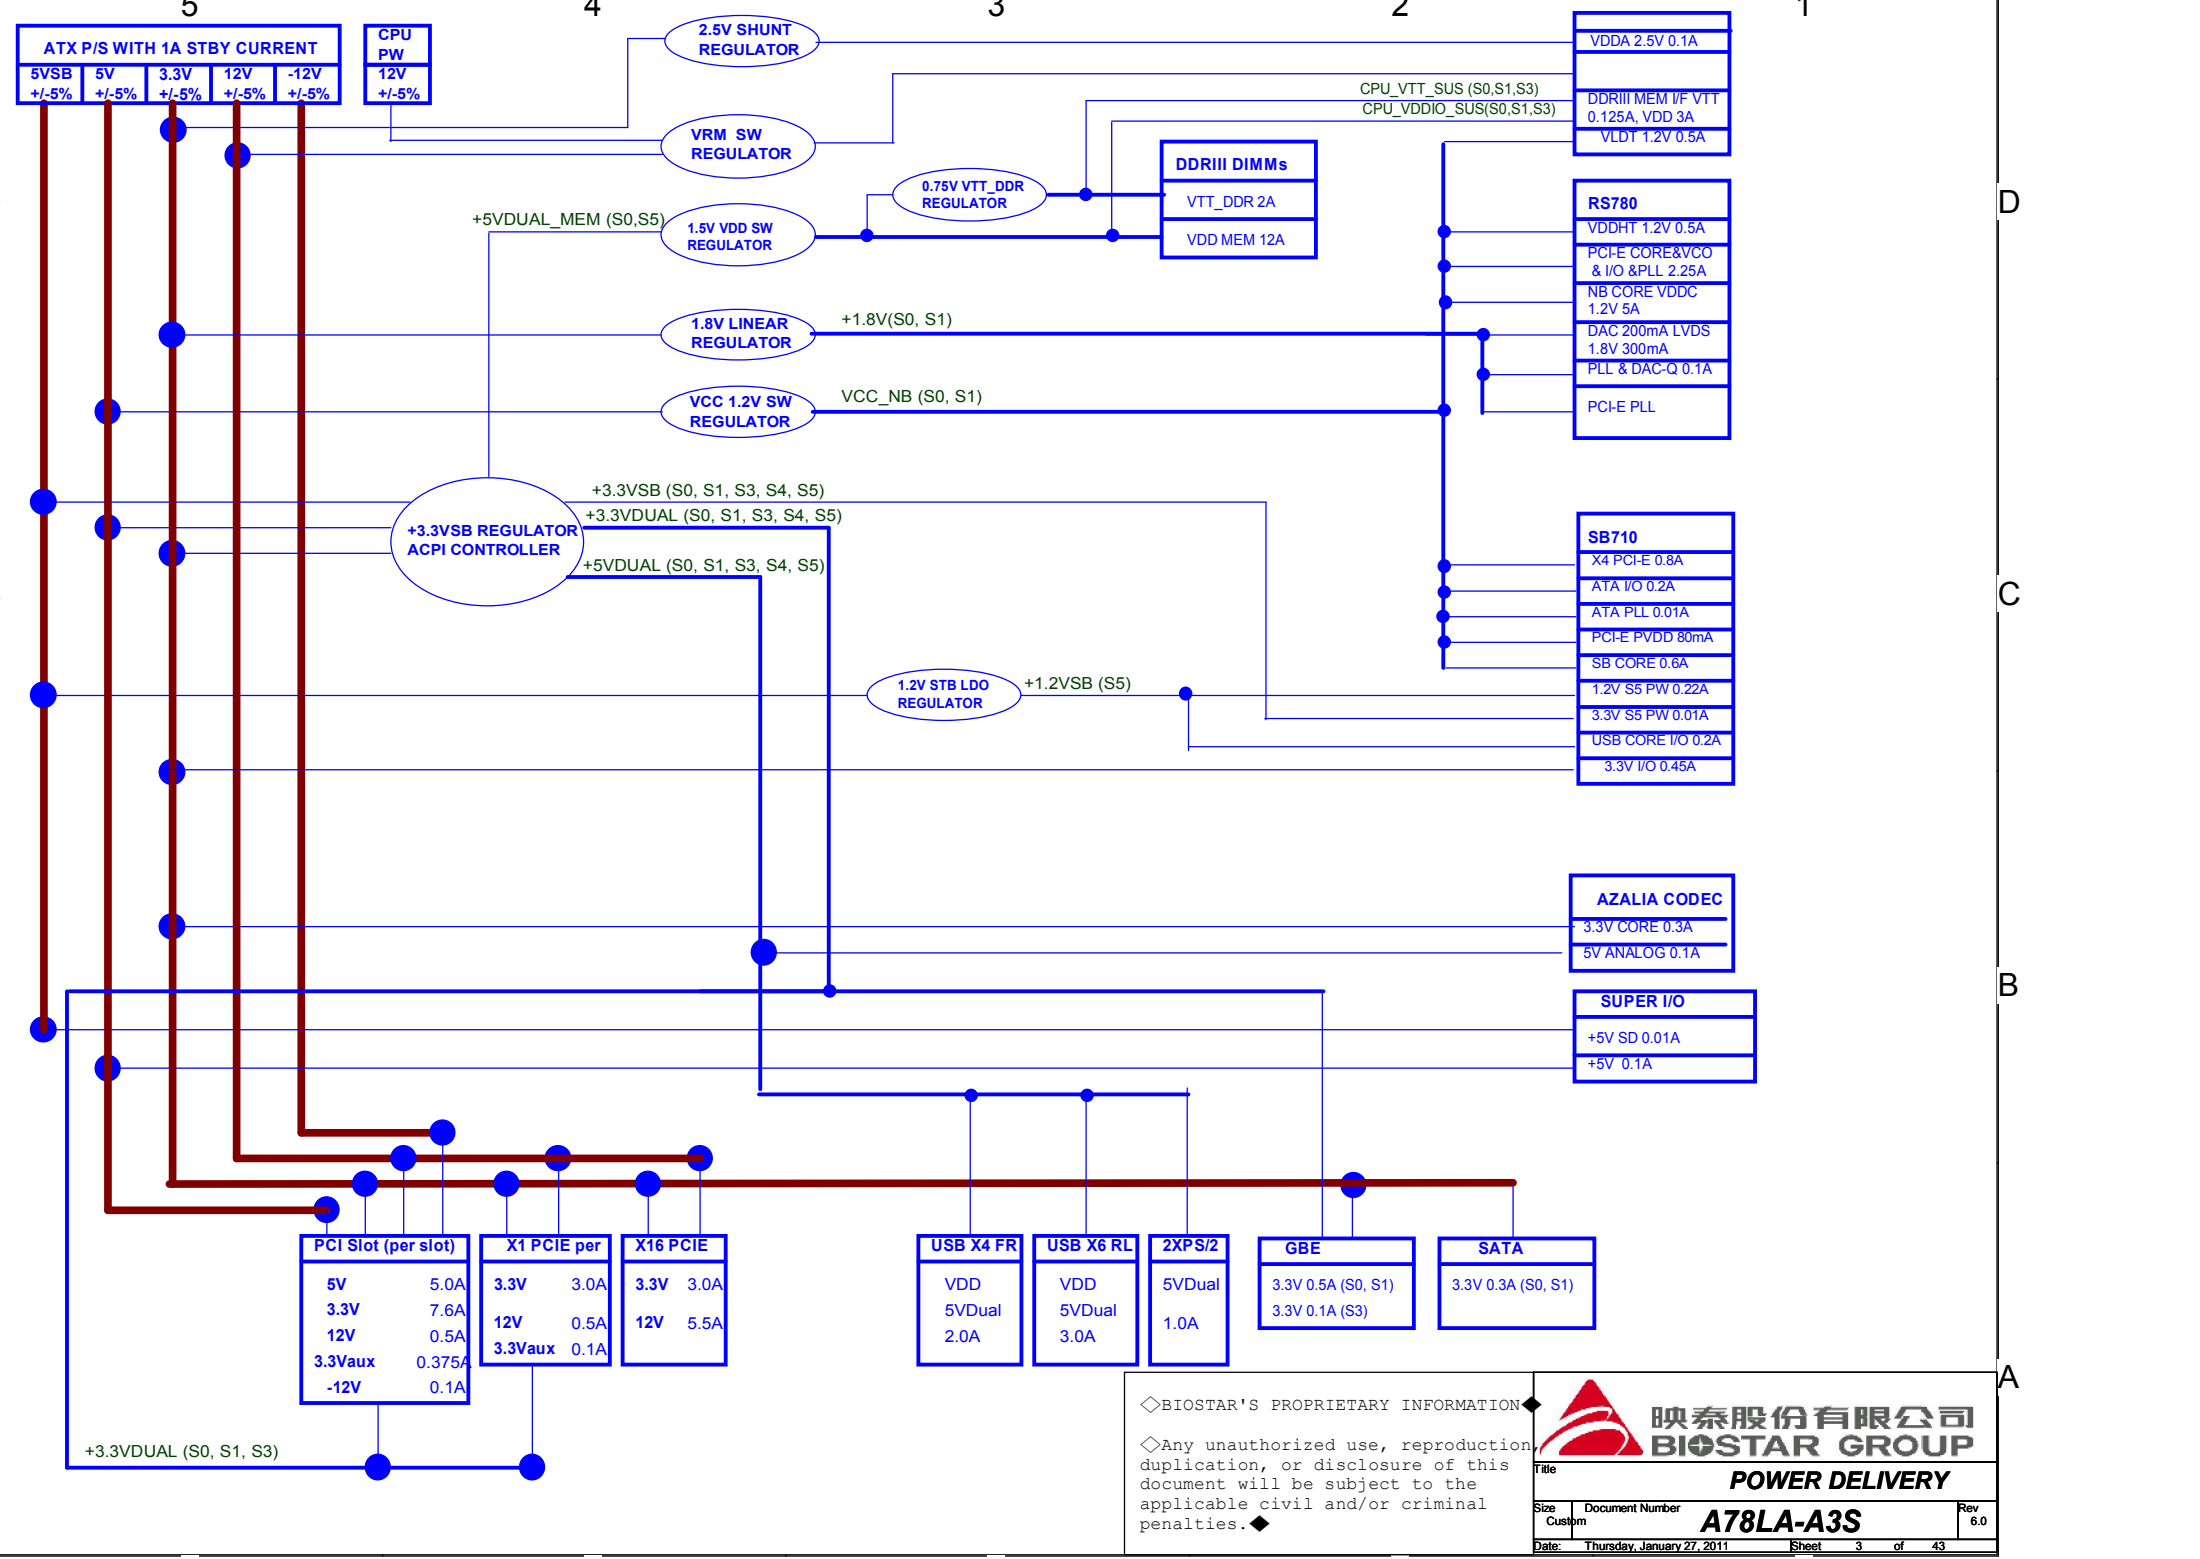 5 4 3 2 1
ATX P/S WITH 1A STBY CURRENT
5VSB 5V 3.3V 12V -12V
+/-5% +/-5% +/-5% +/-5% +/-5%
CPU
PW
12V
+/-5%
2.5V SHUNT
REGULATOR
VDDA 2.5V 0.1A
CPU_VTT_SUS (S0,S1,S3)
CPU_VDDIO_SUS(S0,S1,S3)
DDRIII MEM I/F VTT
0.125A, VDD 3A
VLDT 1.2V 0.5A
VRM SW
REGULATOR
DDRIII DIMMs
VTT_DDR 2A
VDD MEM 12A
0.75V VTT_DDR
REGULATOR
+5VDUAL_MEM (S0,S5)
1.5V VDD SW
REGULATOR
D
RS780
VDDHT 1.2V 0.5A
PCI-E CORE&VCO
& I/O &PLL 2.25A
NB CORE VDDC
1.2V 5A
DAC 200mA LVDS
1.8V 300mA
PLL & DAC-Q 0.1A
PCI-E PLL
1.8V LINEAR
REGULATOR
+1.8V(S0, S1)
VCC 1.2V SW
REGULATOR
VCC_NB (S0, S1)
+3.3VSB REGULATOR
ACPI CONTROLLER
+3.3VSB (S0, S1, S3, S4, S5)
+3.3VDUAL (S0, S1, S3, S4, S5)
+5VDUAL (S0, S1, S3, S4, S5)
C
SB710
X4 PCI-E 0.8A
ATA I/O 0.2A
ATA PLL 0.01A
PCI-E PVDD 80mA
SB CORE 0.6A
1.2V S5 PW 0.22A
3.3V S5 PW 0.01A
USB CORE I/O 0.2A
3.3V I/O 0.45A
1.2V STB LDO
REGULATOR
+1.2VSB (S5)
AZALIA CODEC
3.3V CORE 0.3A
5V ANALOG 0.1A
B
SUPER I/O
+5V SD 0.01A
+5V 0.1A
PCI Slot (per slot)
5V 5.0A
3.3V 7.6A
12V 0.5A
3.3Vaux 0.375A
-12V 0.1A
X1 PCIE per
3.3V 3.0A
12V 0.5A
3.3Vaux 0.1A
X16 PCIE
3.3V 3.0A
12V 5.5A
USB X4 FR
VDD
5VDual
2.0A
USB X6 RL
VDD
5VDual
3.0A
2XPS/2
5VDual
1.0A
GBE
3.3V 0.5A (S0, S1)
3.3V 0.1A (S3)
SATA
3.3V 0.3A (S0, S1)
+3.3VDUAL (S0, S1, S3)
A
◇BIOSTAR'S PROPRIETARY INFORMATION◆
◇Any unauthorized use, reproduction,
duplication, or disclosure of this
document will be subject to the
applicable civil and/or criminal
penalties.◆
映泰股份有限公司
BIOSTAR GROUP
Title
POWER DELIVERY
Size Document Number Rev
Custom A78LA-A3S 6.0
Date: Thursday, January 27, 2011 Sheet 3 of 43